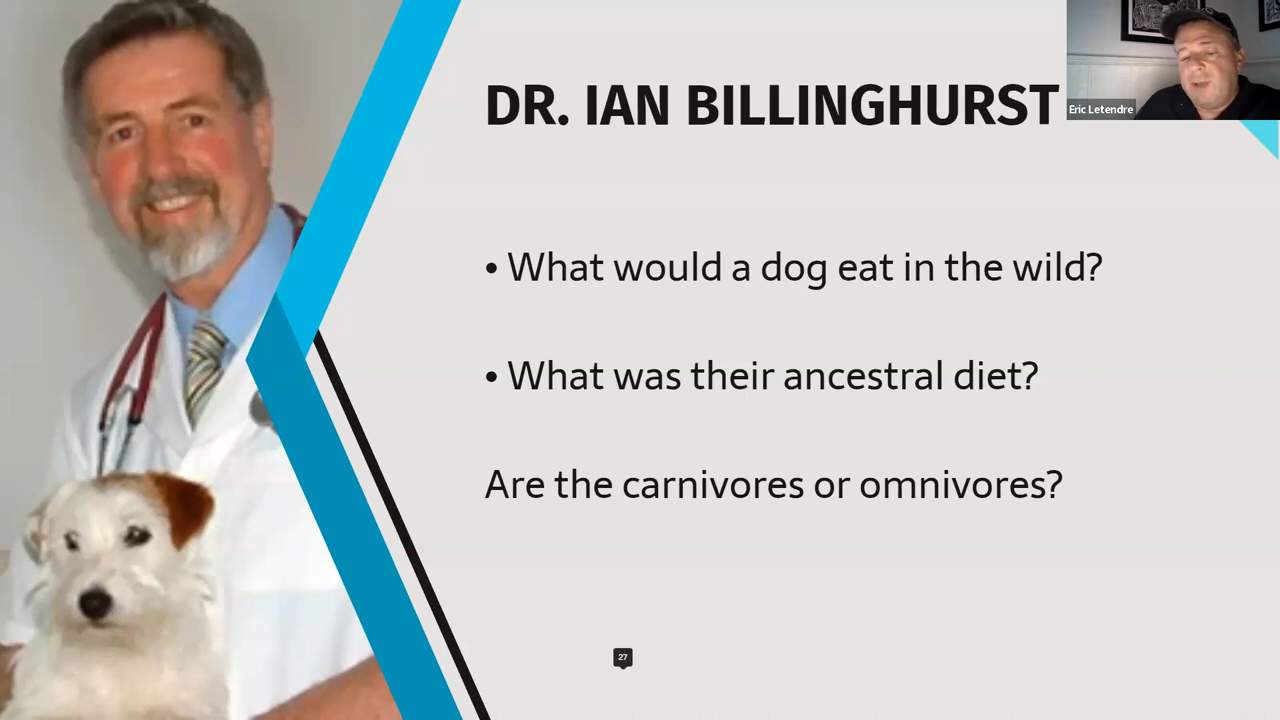 DR. IAN BILLINGHURST
Eric Letendre
• What would a dog eat in the wild?
• What was their ancestral diet?
Are the carnivores or omnivores?
27